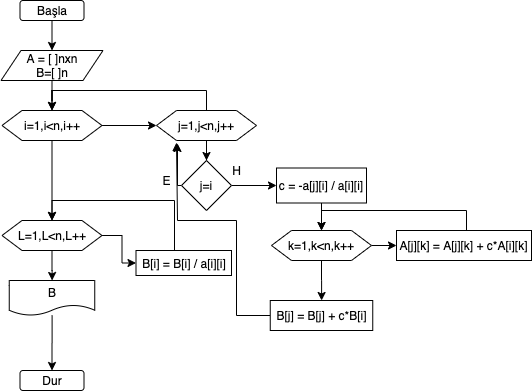 Başla
A = [ ]nxn
B=[ ]n
i=1,i<n,i++
j=1,j<n,j++
E
H
j=i
c = -a[j][i] / a[i][i]
L=1,L<n,L++
k=1,k<n,k++
A[j][k] = A[j][k] + c*A[i][k]
B[i] = B[i] / a[i][i]
B
B[j] = B[j] + c*B[i]
Dur